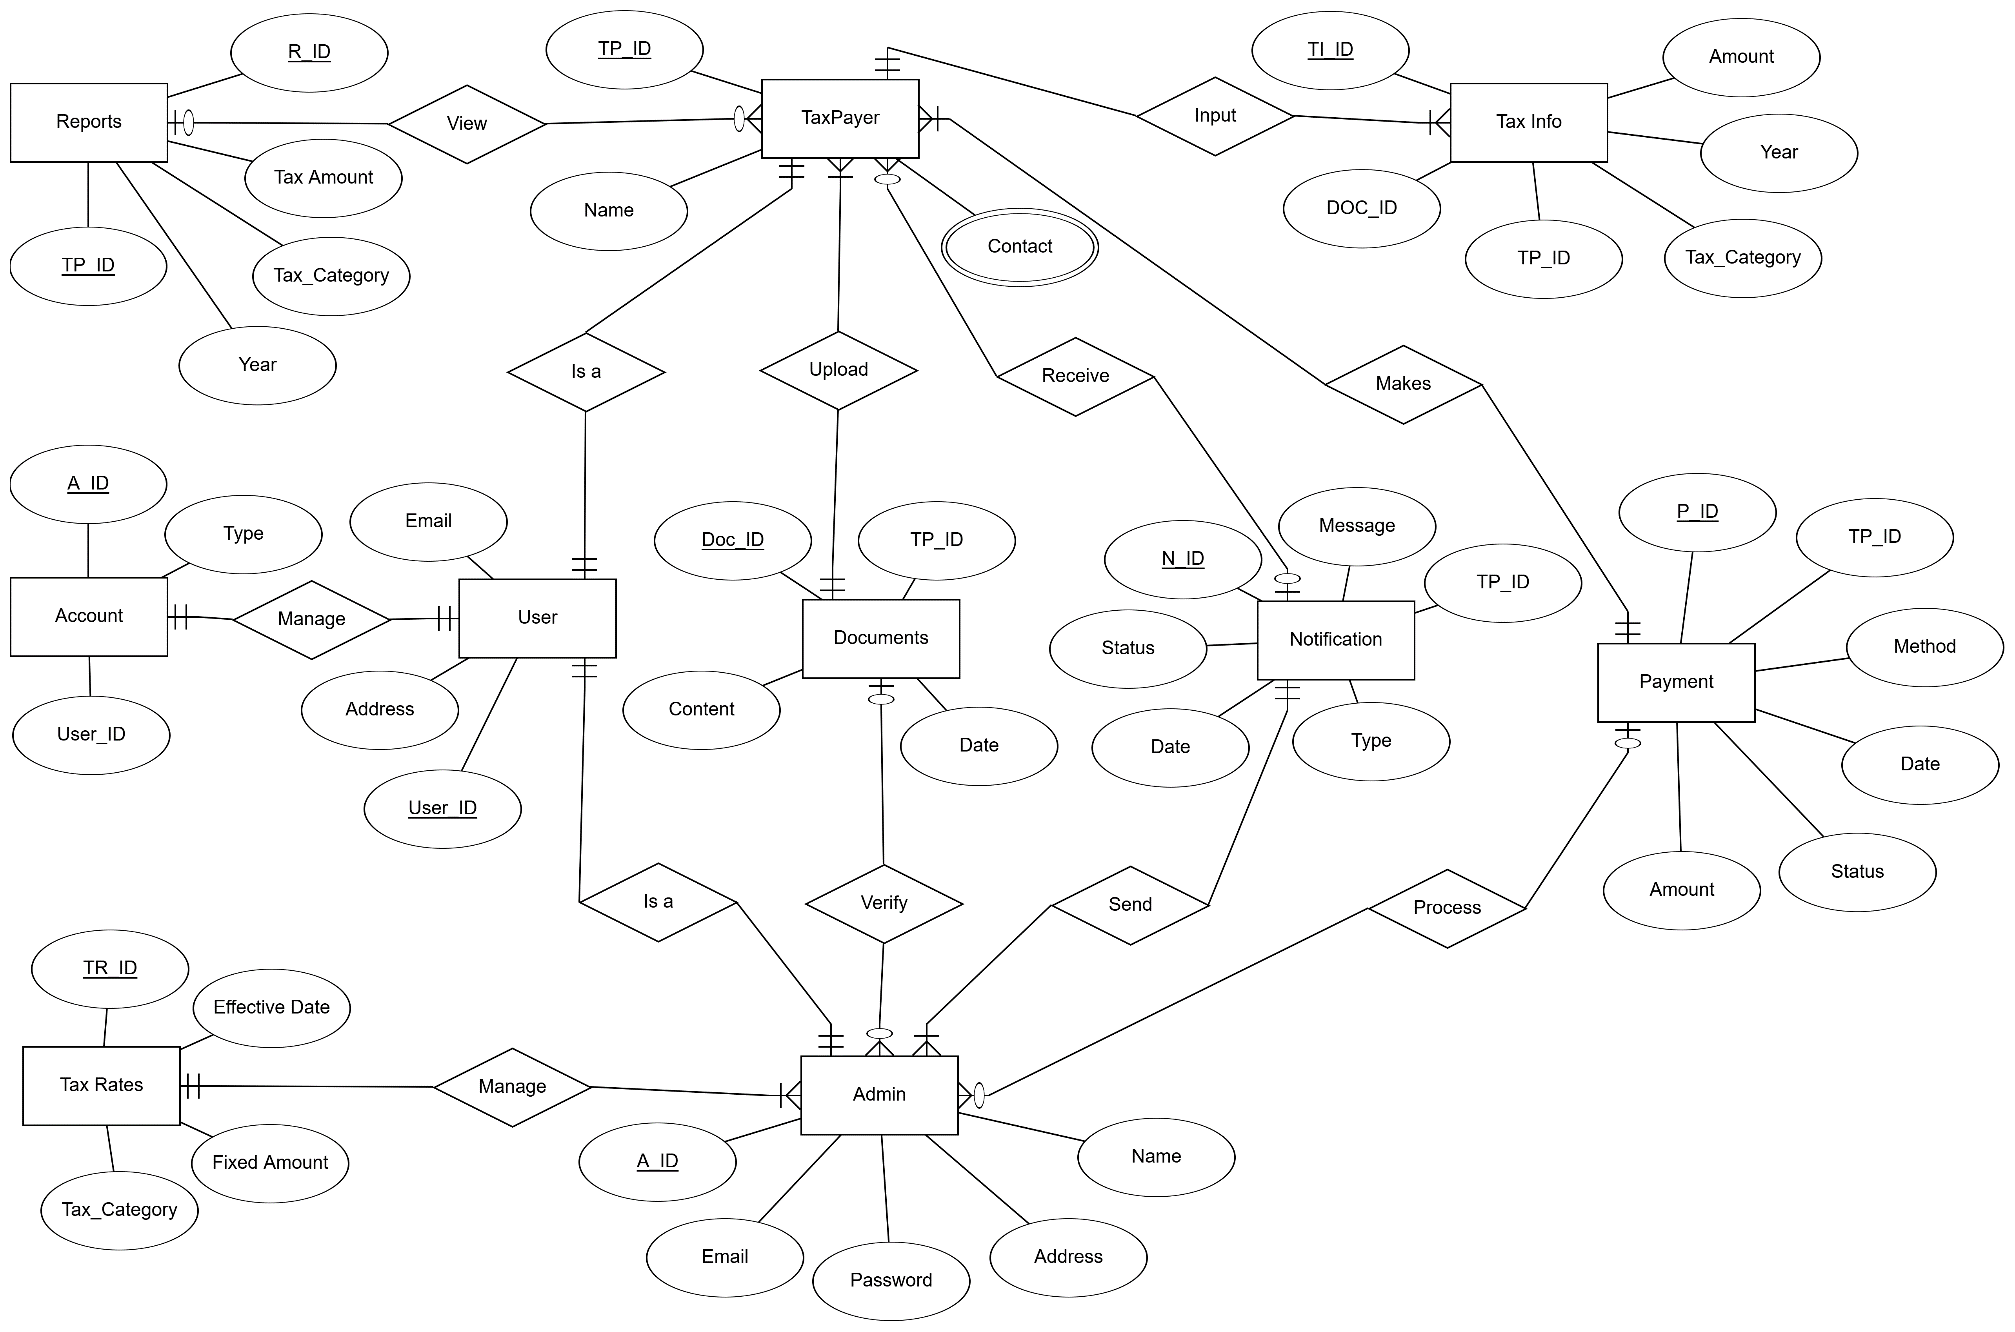 R_ID
TP_ID
TI_ID
Amount
Reports
View
TaxPayer
Input
Tax Info
Tax Amount
Name
Year
DOC_ID
TP_ID
Tax_Category
Contact
TP_ID
Tax_Category
Year
Is a
Upload
Receive
Makes
A_ID
Type
Email
Doc_ID
TP_ID
N_ID
Message
TP_ID
P_ID
TP_ID
Account
Manage
User
Documents
Status
Notification
Method
Payment
User_ID
Address
Content
Date
Date
Type
Date
User_ID
Is a
Verify
Send
Process
Amount
Status
TR_ID
Effective Date
Tax Rates
Manage
Admin
Fixed Amount
Tax_Category
A_ID
Name
Email
Password
Address